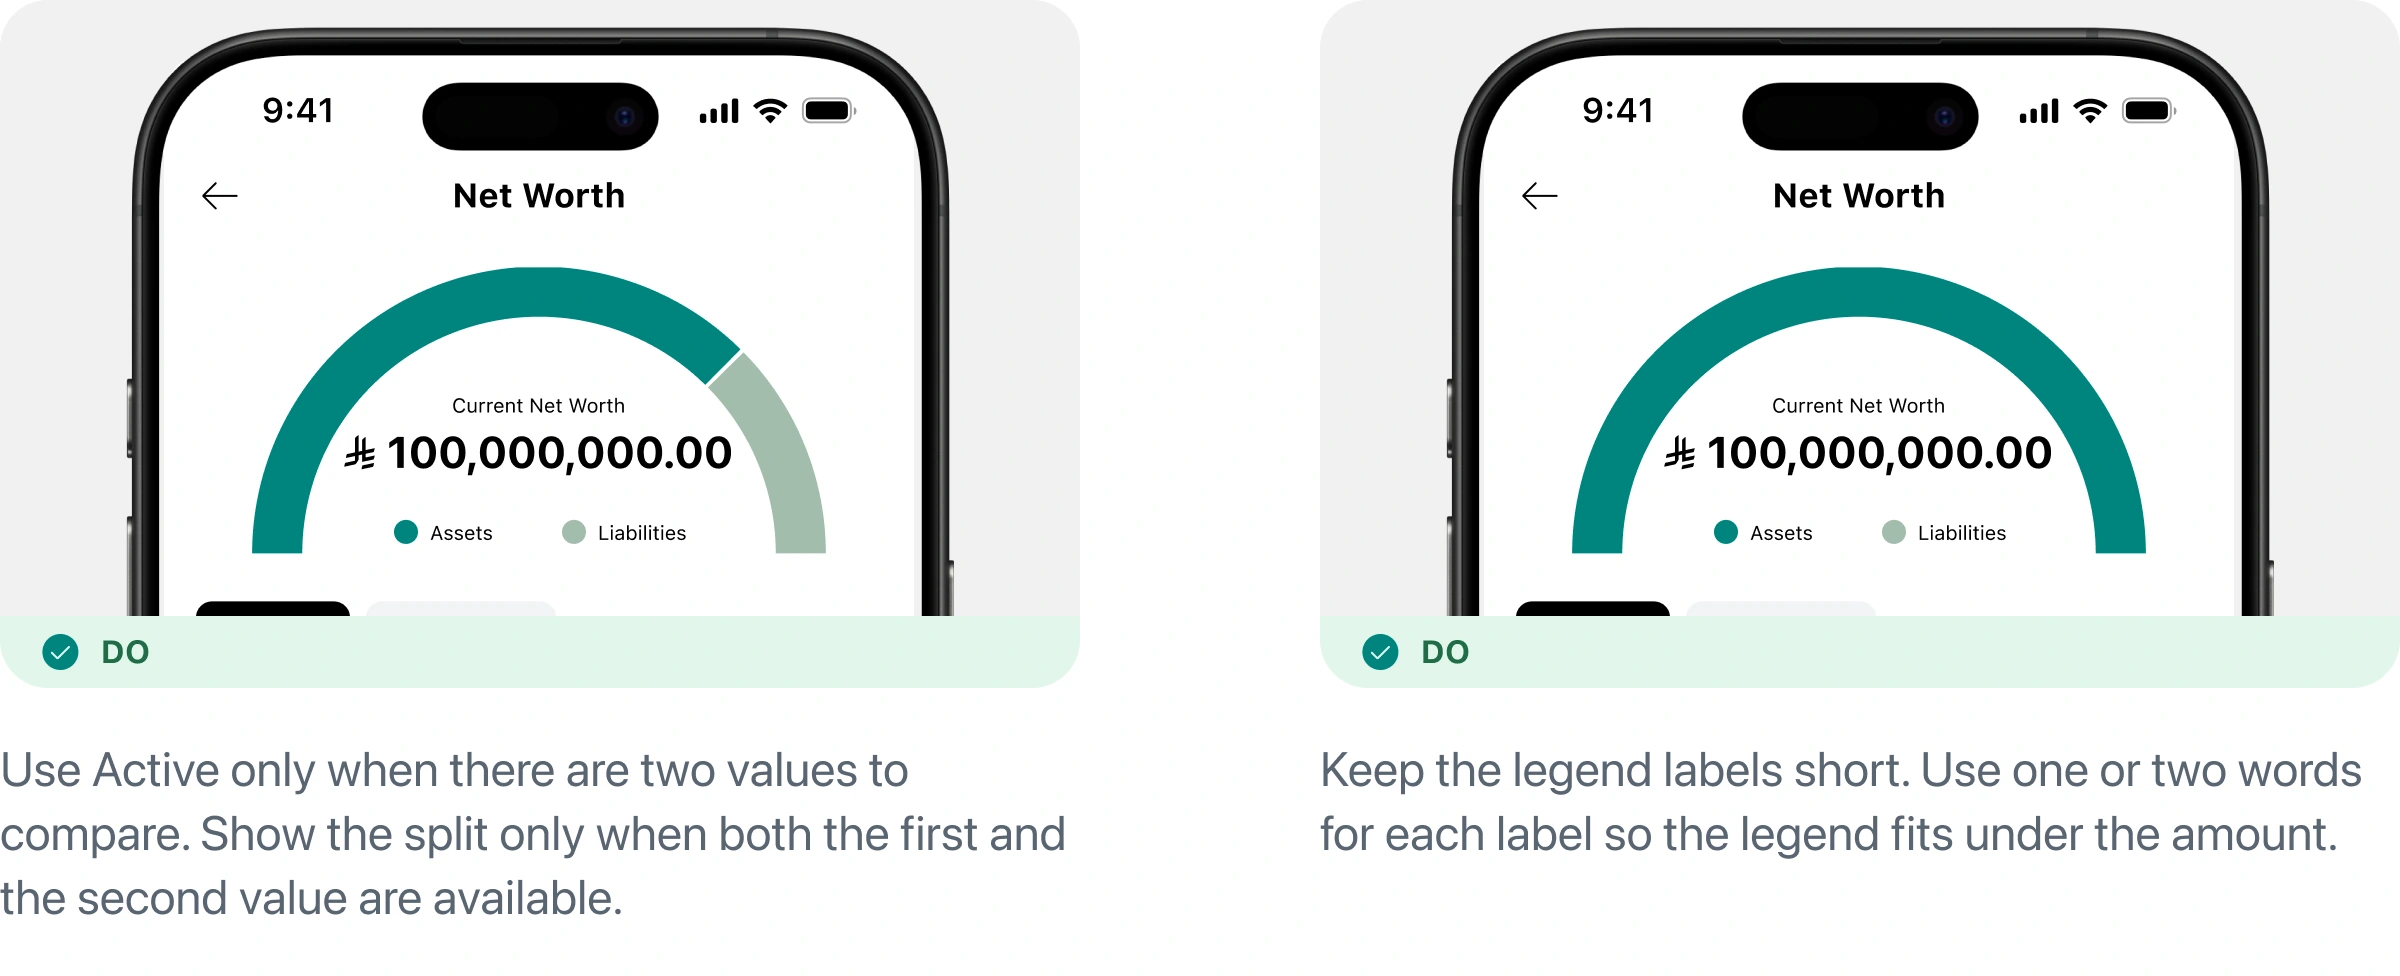 9:41
Net Worth
Current Net Worth
⃁ 100,000,000.00
Assets
Liabilities
DO
Use Active only when there are two values to
compare. Show the split only when both the first and
the second value are available.
9:41
Net Worth
Current Net Worth
⃁ 100,000,000.00
Assets
Liabilities
DO
Keep the legend labels short. Use one or two words
for each label so the legend fits under the amount.